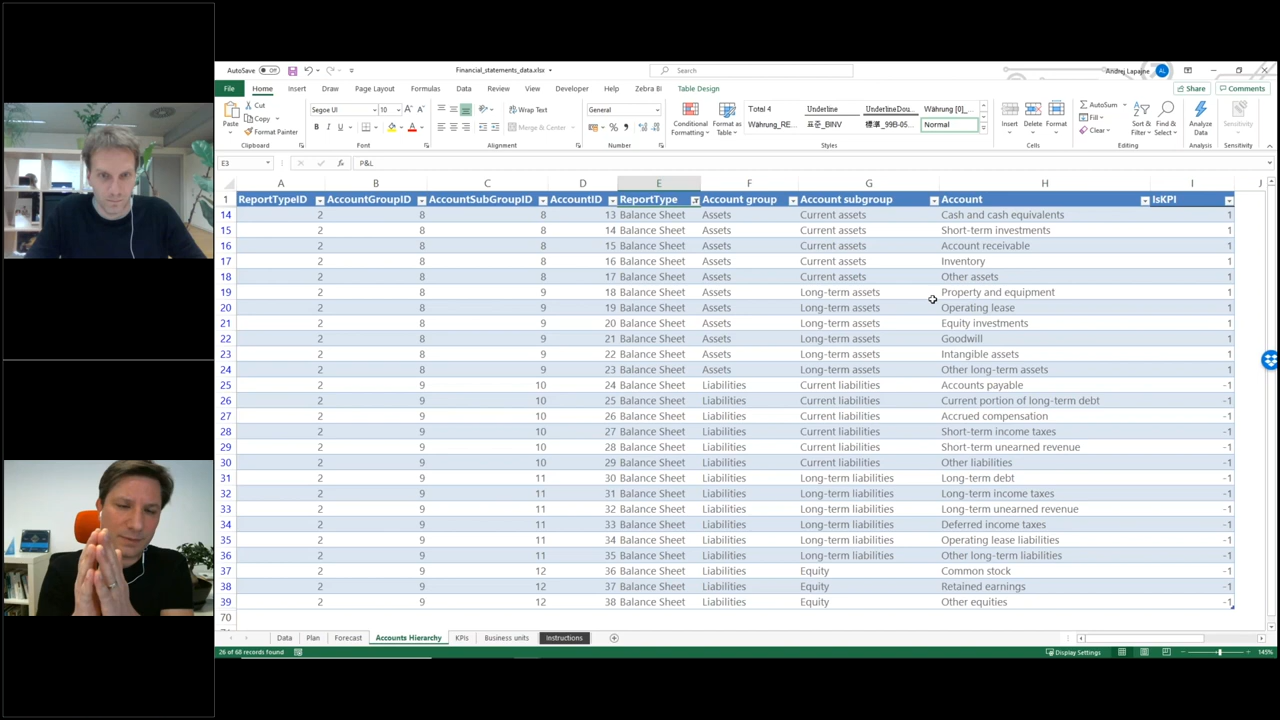 AutoSave Off Financial_statements_data.xlsx Search Andrej Lapajne AL
File Home Insert Draw Page Layout Formulas Data Review View Developer Help Zebra BI Table Design Share Comments
Cut
Copy
Format Painter
Paste
Segoe UI 10
Wrap Text
Merge & Center
General
Conditional Formatting
Format as Table
Total 4 Underline UnderlineDou... Währung [0]_...
Währung_RE... 표준_BINV 標準_99B-05... Normal
Insert Delete Format
AutoSum
Fill
Clear
Sort & Filter
Find & Select
Analyze Data
Sensitivity
Clipboard Font Alignment Number Styles Cells Editing Analysis Sensitivity
E3 fx P&L
A B C D E F G H I J
1 ReportTypeID AccountGroupID AccountSubGroupID AccountID ReportType Account group Account subgroup Account IsKPI
14 2 8 8 13 Balance Sheet Assets Current assets Cash and cash equivalents 1
15 2 8 8 14 Balance Sheet Assets Current assets Short-term investments 1
16 2 8 8 15 Balance Sheet Assets Current assets Account receivable 1
17 2 8 8 16 Balance Sheet Assets Current assets Inventory 1
18 2 8 8 17 Balance Sheet Assets Current assets Other assets 1
19 2 8 9 18 Balance Sheet Assets Long-term assets Property and equipment 1
20 2 8 9 19 Balance Sheet Assets Long-term assets Operating lease 1
21 2 8 9 20 Balance Sheet Assets Long-term assets Equity investments 1
22 2 8 9 21 Balance Sheet Assets Long-term assets Goodwill 1
23 2 8 9 22 Balance Sheet Assets Long-term assets Intangible assets 1
24 2 8 9 23 Balance Sheet Assets Long-term assets Other long-term assets 1
25 2 9 10 24 Balance Sheet Liabilities Current liabilities Accounts payable -1
26 2 9 10 25 Balance Sheet Liabilities Current liabilities Current portion of long-term debt -1
27 2 9 10 26 Balance Sheet Liabilities Current liabilities Accrued compensation -1
28 2 9 10 27 Balance Sheet Liabilities Current liabilities Short-term income taxes -1
29 2 9 10 28 Balance Sheet Liabilities Current liabilities Short-term unearned revenue -1
30 2 9 10 29 Balance Sheet Liabilities Current liabilities Other liabilities -1
31 2 9 11 30 Balance Sheet Liabilities Long-term liabilities Long-term debt -1
32 2 9 11 31 Balance Sheet Liabilities Long-term liabilities Long-term income taxes -1
33 2 9 11 32 Balance Sheet Liabilities Long-term liabilities Long-term unearned revenue -1
34 2 9 11 33 Balance Sheet Liabilities Long-term liabilities Deferred income taxes -1
35 2 9 11 34 Balance Sheet Liabilities Long-term liabilities Operating lease liabilities -1
36 2 9 11 35 Balance Sheet Liabilities Long-term liabilities Other long-term liabilities -1
37 2 9 12 36 Balance Sheet Liabilities Equity Common stock -1
38 2 9 12 37 Balance Sheet Liabilities Equity Retained earnings -1
39 2 9 12 38 Balance Sheet Liabilities Equity Other equities -1
70
Data Plan Forecast Accounts Hierarchy KPIs Business units Instructions
26 of 68 records found Display Settings 145%